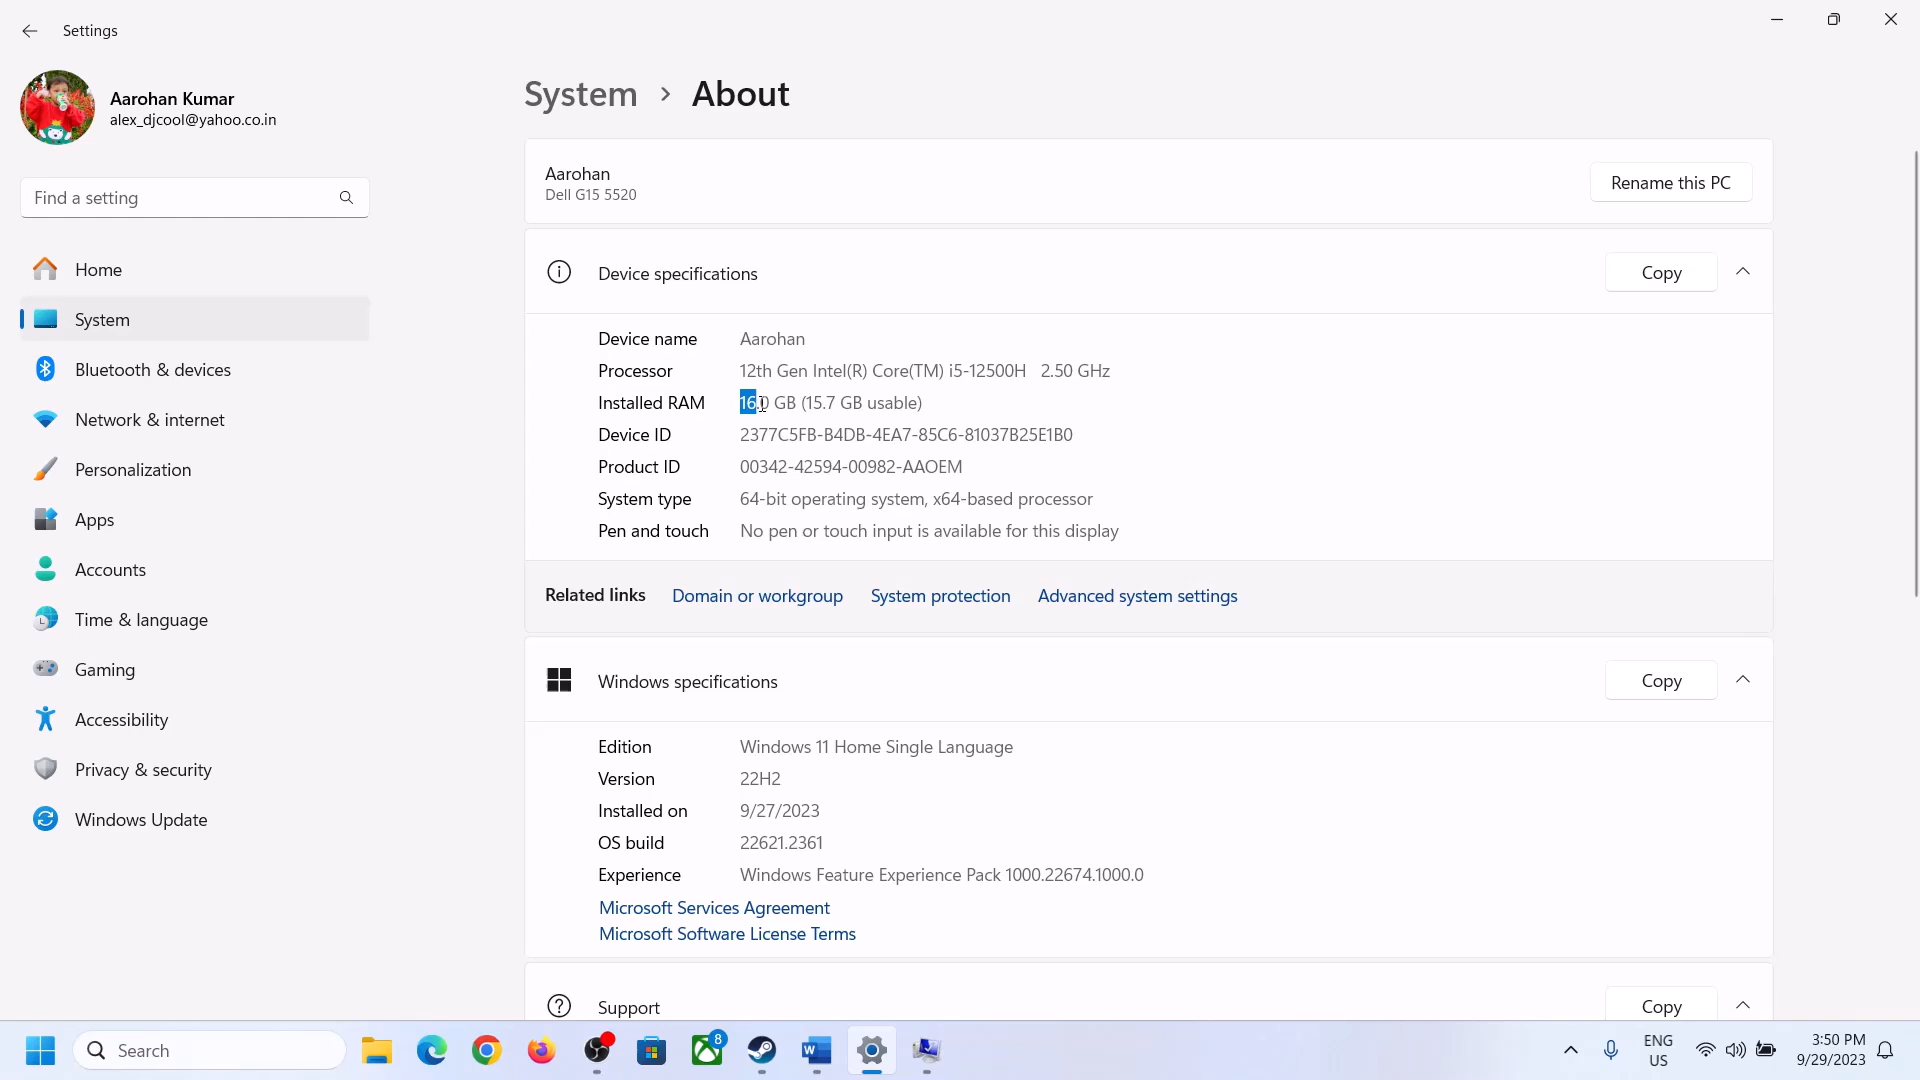 Settings
Aarohan Kumar
alex_djcool@yahoo.co.in
Find a setting
Home
System
Bluetooth & devices
Network & internet
Personalization
Apps
Accounts
Time & language
Gaming
Accessibility
Privacy & security
Windows Update
System > About
Aarohan
Dell G15 5520
Rename this PC
Device specifications
Copy
Device name Aarohan
Processor 12th Gen Intel(R) Core(TM) i5-12500H 2.50 GHz
Installed RAM 16.0 GB (15.7 GB usable)
Device ID 2377C5FB-B4DB-4EA7-85C6-81037B25E1B0
Product ID 00342-42594-00982-AAOEM
System type 64-bit operating system, x64-based processor
Pen and touch No pen or touch input is available for this display
Related links Domain or workgroup System protection Advanced system settings
Windows specifications
Copy
Edition Windows 11 Home Single Language
Version 22H2
Installed on 9/27/2023
OS build 22621.2361
Experience Windows Feature Experience Pack 1000.22674.1000.0
Microsoft Services Agreement
Microsoft Software License Terms
Support
Copy
Search
8
W
ENG
US
3:50 PM
9/29/2023